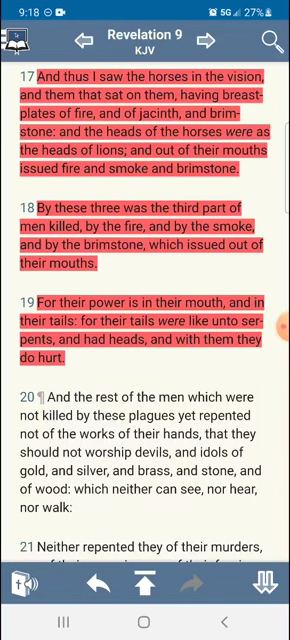 9:18 5G 27%
Revelation 9
KJV
17 And thus I saw the horses in the vision,
and them that sat on them, having breast-
plates of fire, and of jacinth, and brim-
stone: and the heads of the horses were as
the heads of lions; and out of their mouths
issued fire and smoke and brimstone.
18 By these three was the third part of
men killed, by the fire, and by the smoke,
and by the brimstone, which issued out of
their mouths.
19 For their power is in their mouth, and in
their tails: for their tails were like unto ser-
pents, and had heads, and with them they
do hurt.
20 ¶ And the rest of the men which were
not killed by these plagues yet repented
not of the works of their hands, that they
should not worship devils, and idols of
gold, and silver, and brass, and stone, and
of wood: which neither can see, nor hear,
nor walk:
21 Neither repented they of their murders,